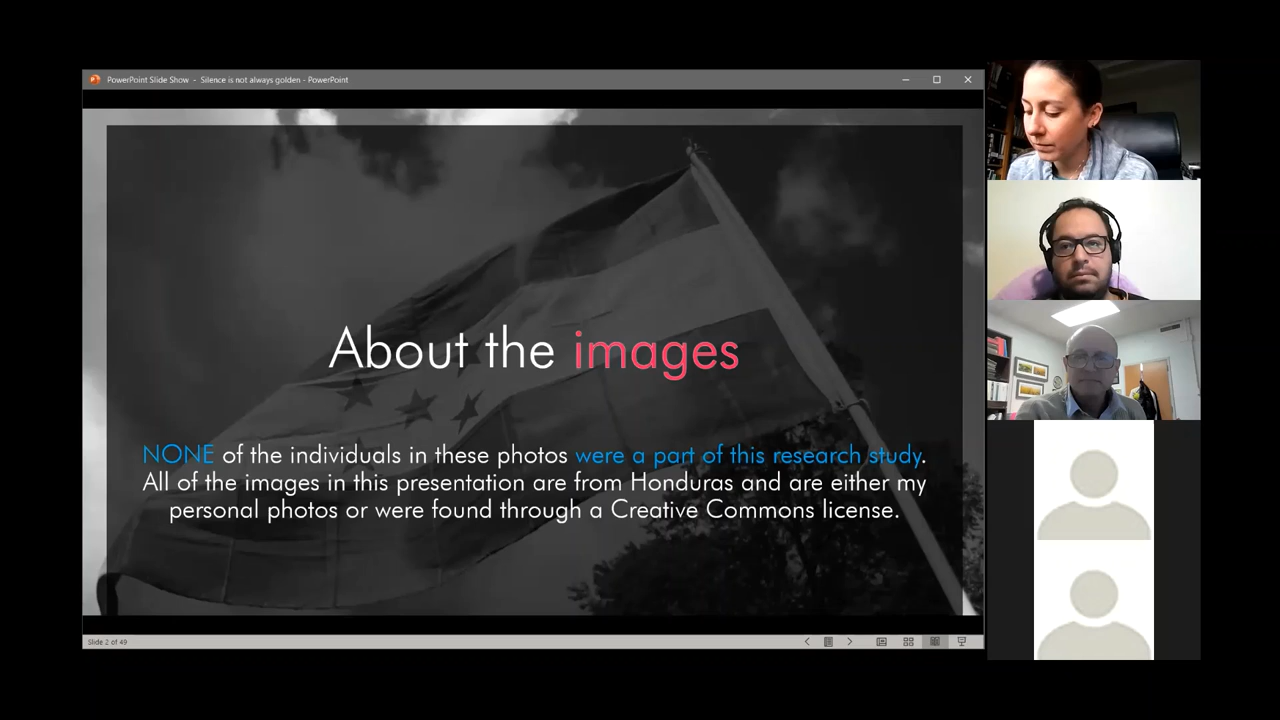 PowerPoint Slide Show - Silence is not always golden - PowerPoint
About the images
NONE of the individuals in these photos were a part of this research study.
All of the images in this presentation are from Honduras and are either my
personal photos or were found through a Creative Commons license.
Slide 2 of 49